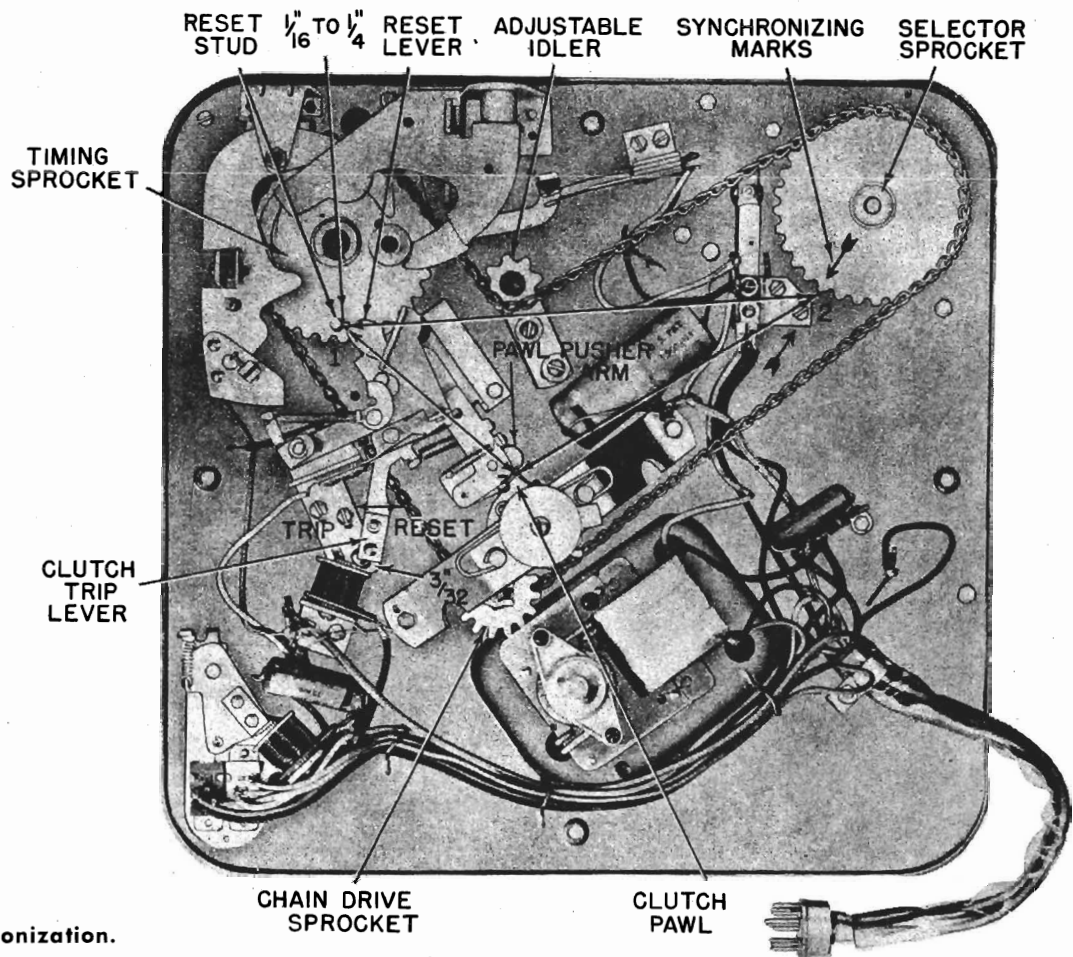 RESET STUD
1/16" TO 1/4"
RESET LEVER
ADJUSTABLE IDLER
SYNCHRONIZING MARKS
SELECTOR SPROCKET
TIMING SPROCKET
1
2
PAWL PUSHER ARM
3
TRIP
RESET
3/32"
CLUTCH TRIP LEVER
CHAIN DRIVE SPROCKET
CLUTCH PAWL
onization.